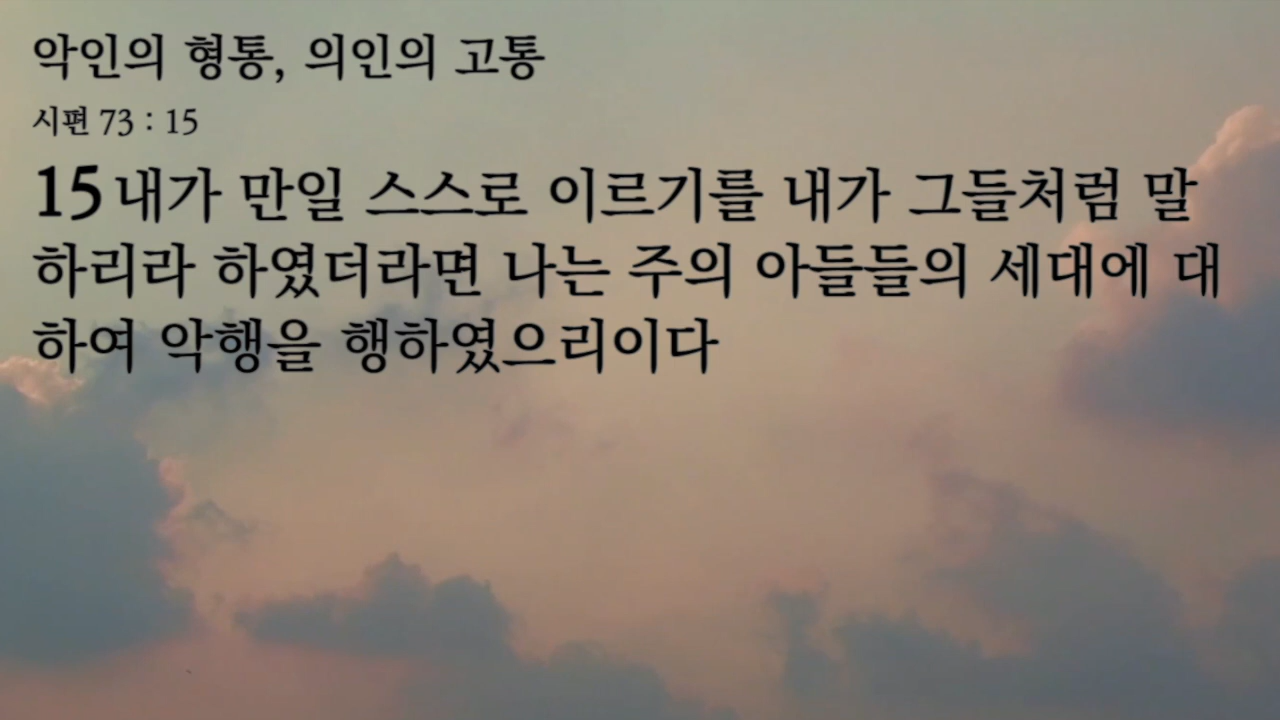 악인의 형통, 의인의 고통
시편 73 : 15
15 내가 만일 스스로 이르기를 내가 그들처럼 말
하리라 하였더라면 나는 주의 아들들의 세대에 대
하여 악행을 행하였으리이다